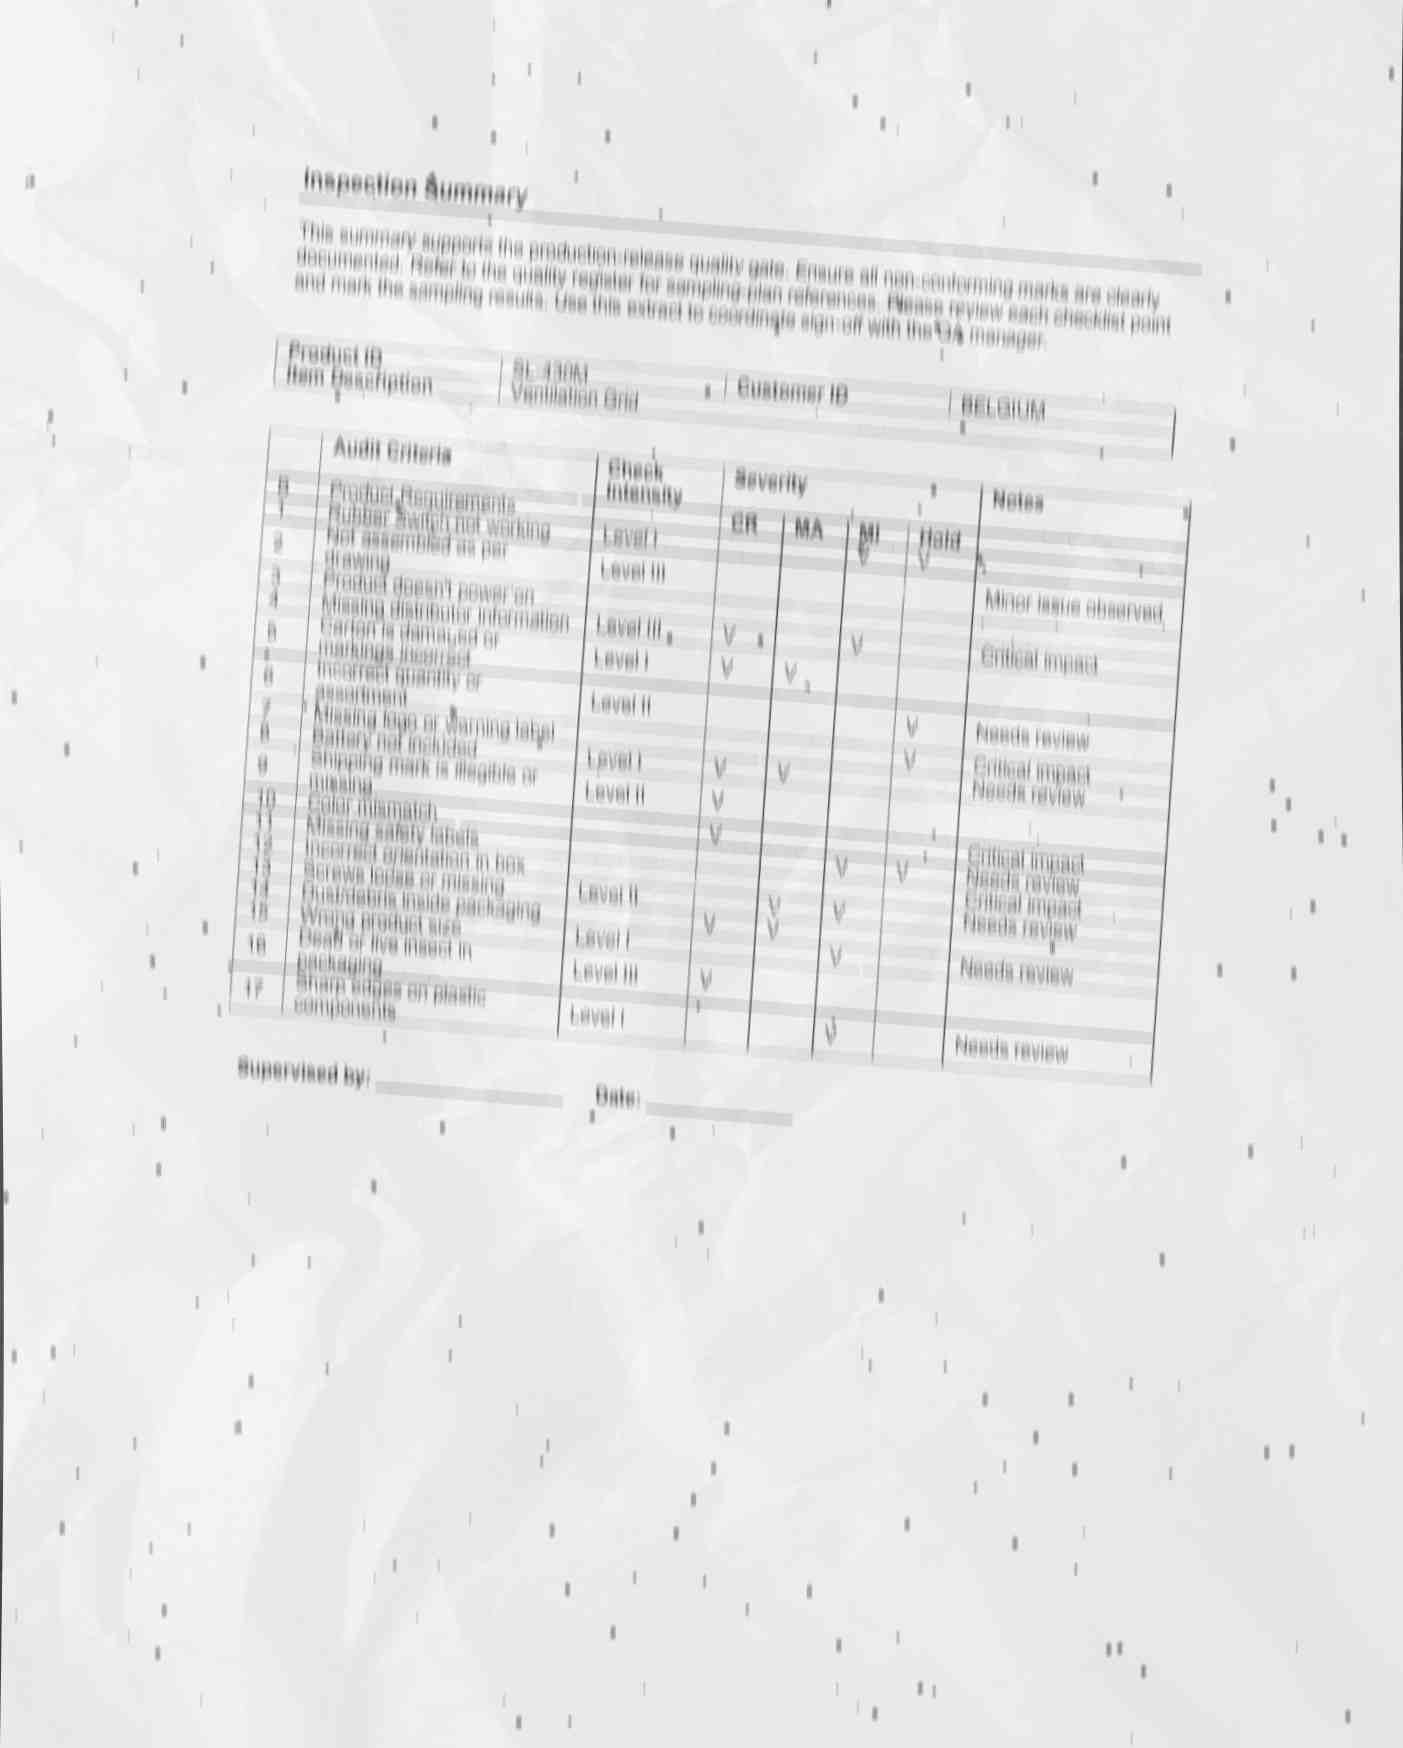 Inspection Summary
This summary supports the production-release quality gate. Ensure all non-conforming marks are clearly
documented. Refer to the quality register for sampling plan references. Please review each checklist point
and mark the sampling results. Use this extract to coordinate sign-off with the QA manager.
Product ID SL-430M Customer ID BELGIUM
Item Description Ventilation Grid
Audit Criteria Check Intensity Severity Notes
CR MA MI Hold
Product Requirements
1 Rubber Switch not working Level I V V
2 Not assembled as per
drawing Level III Minor issue observed
3 Product doesn't power on
4 Missing distributor information Level III V V Critical impact
5 Carton is damaged or
markings incorrect Level I V V
6 Incorrect quantity or
assortment Level II V Needs review
7 Missing logo or warning label V Critical impact
8 Battery not included Level I V V Needs review
9 Shipping mark is illegible or
missing Level II V
10 Color mismatch V Critical impact
11 Missing safety labels V V Needs review
12 Incorrect orientation in box Critical impact
13 Screws loose or missing Level II V V Needs review
14 Dust/debris inside packaging V V
15 Wrong product size Level I V Needs review
16 Dead or live insect in
packaging Level III V
17 Sharp edges on plastic
components Level I V Needs review
Supervised by: Date: